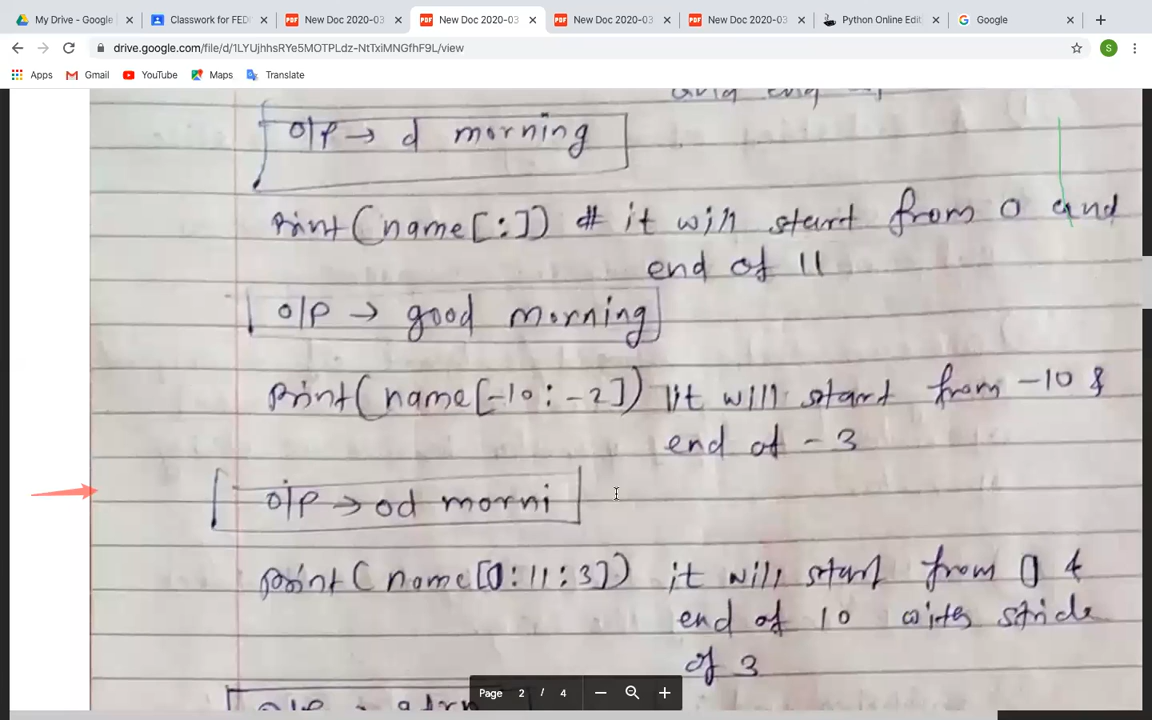 My Drive - Google
Classwork for FED
New Doc 2020-03
New Doc 2020-03
New Doc 2020-03
New Doc 2020-03
Python Online Edit
Google
drive.google.com/file/d/1LYUjhhsRYe5MOTPLdz-NtTxiMNGfhF9L/view
S
Apps
Gmail
YouTube
Maps
Translate
o/p → d morning
print(name[:]) # it will start from 0 and
end of 11
o/p → good morning
print(name[-10:-2]) it will start from -10 &
end of -3
o/p → od morni
print(name[0:11:3]) it will start from 0 &
end of 10 with stride
of 3
Page 2 / 4